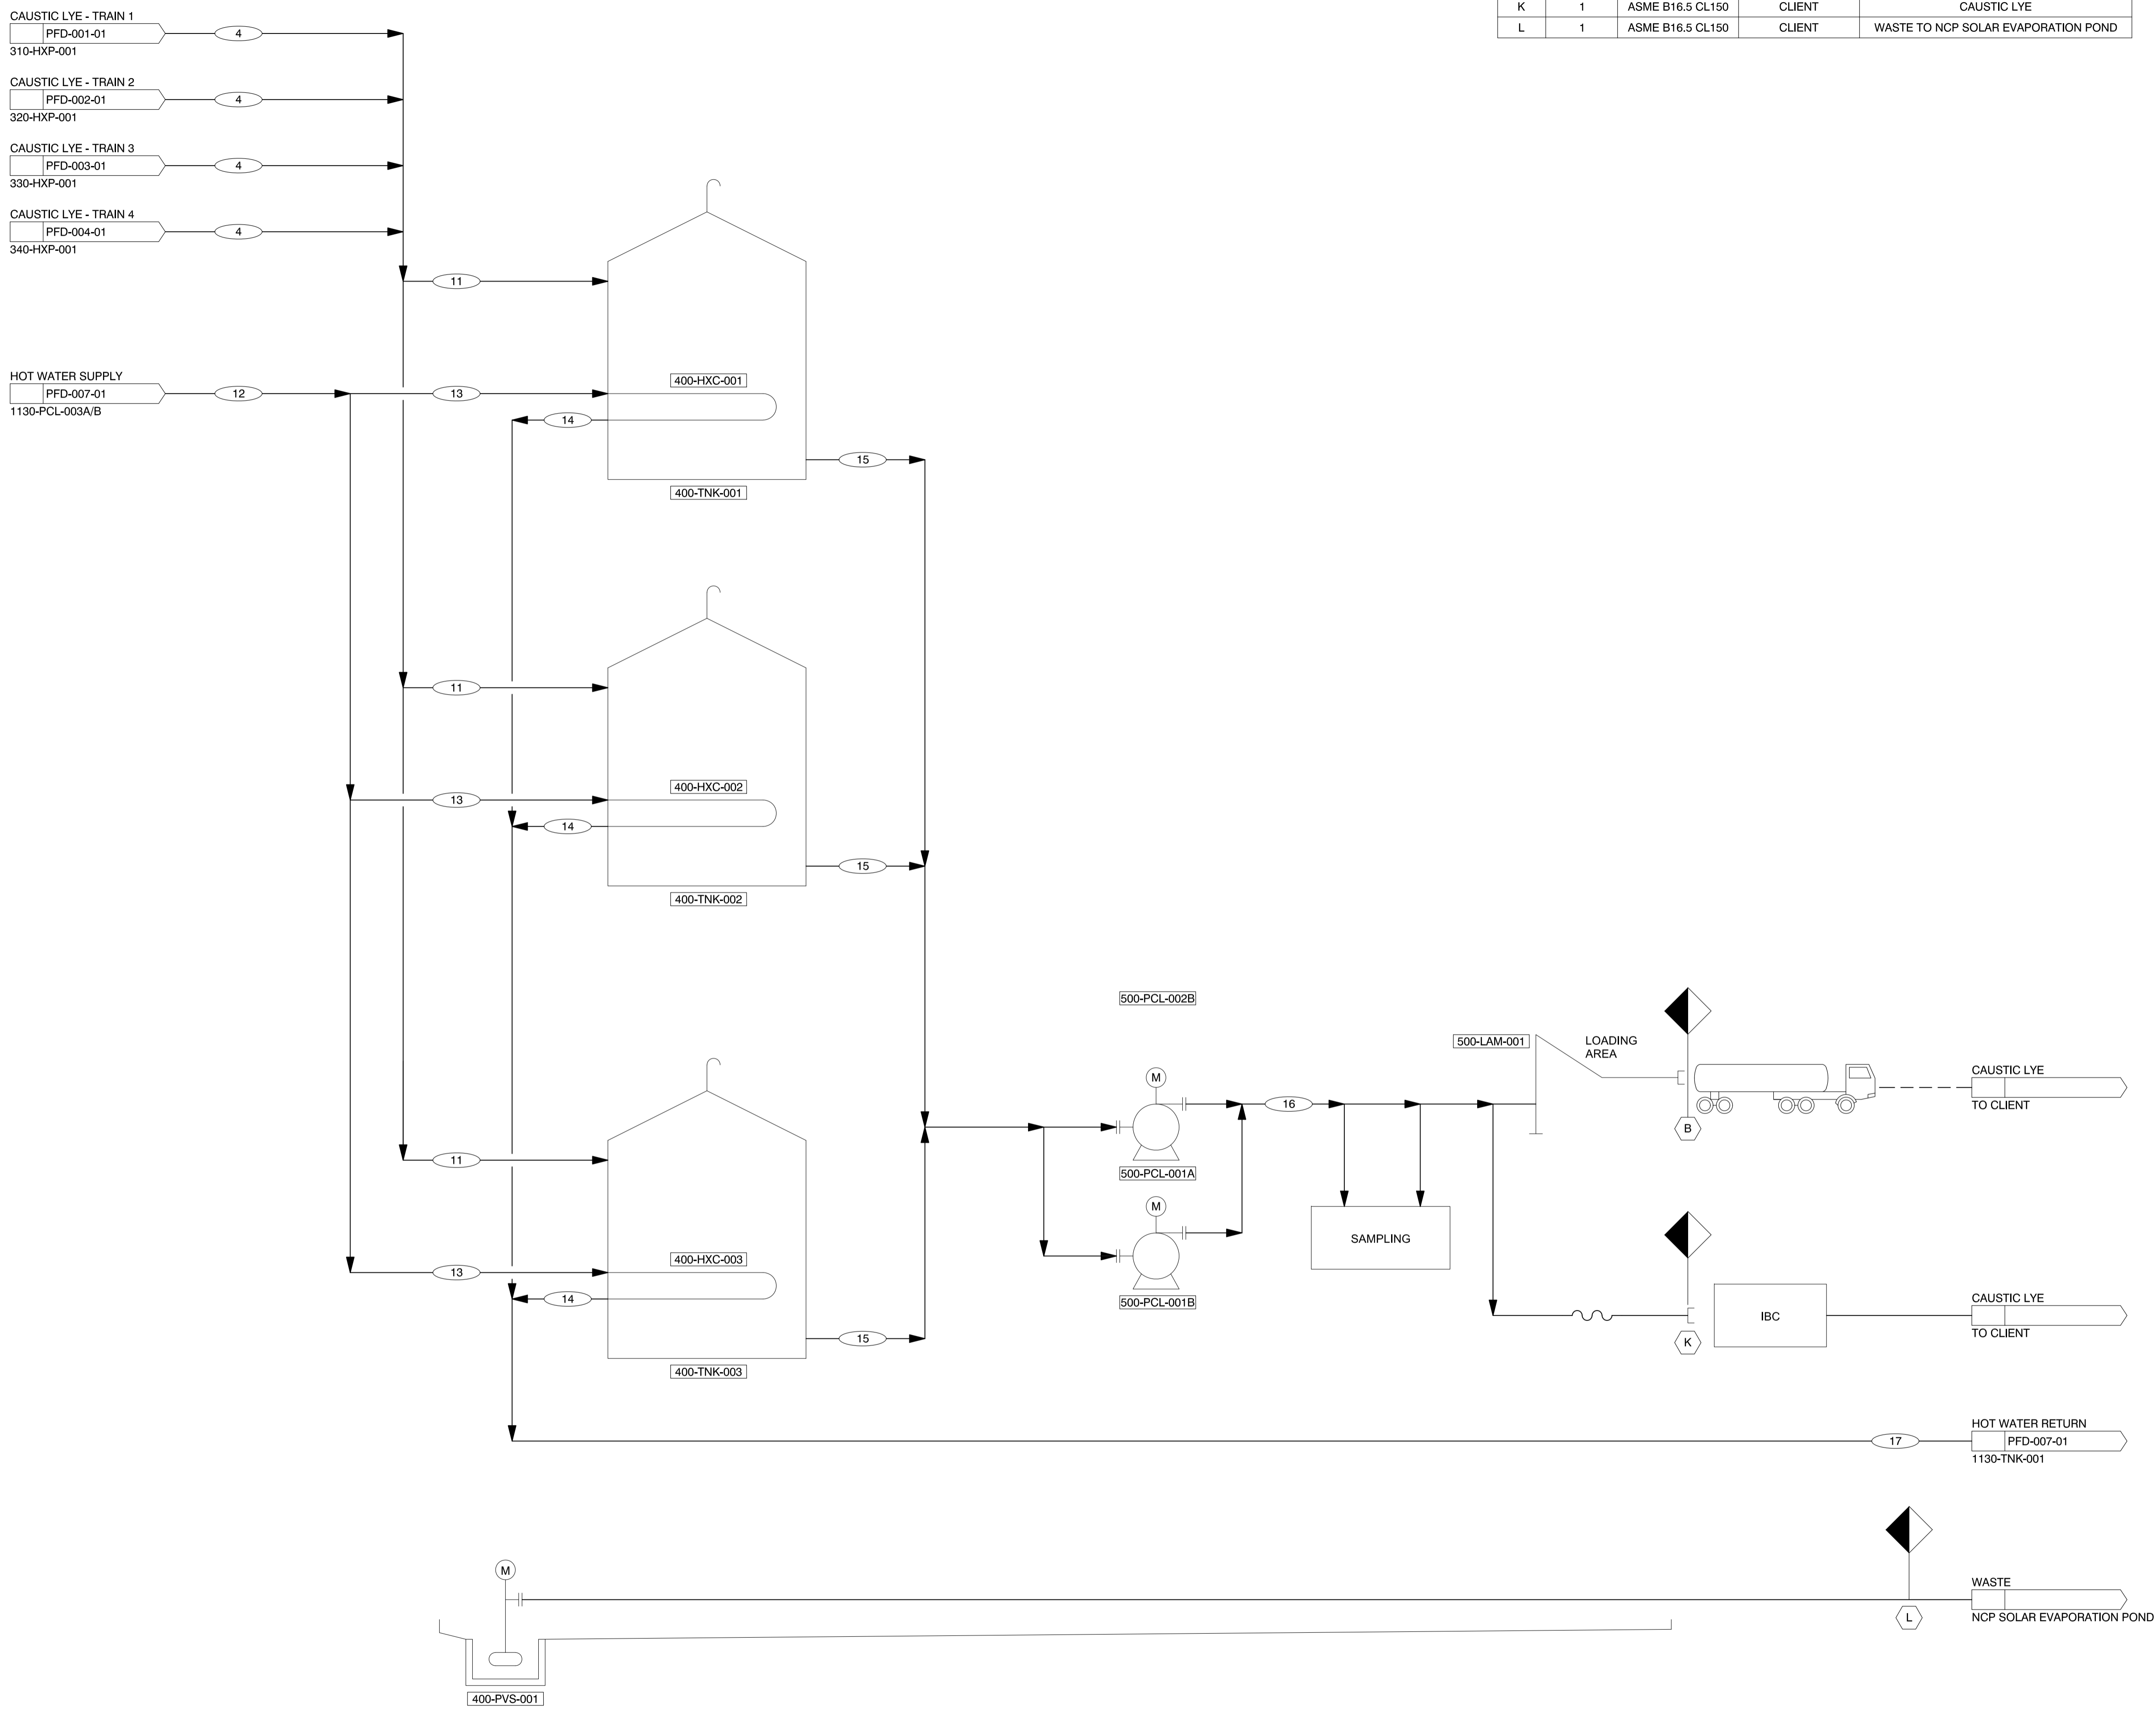 K 1 ASME B16.5 CL150 CLIENT CAUSTIC LYE
L 1 ASME B16.5 CL150 CLIENT WASTE TO NCP SOLAR EVAPORATION POND
CAUSTIC LYE - TRAIN 1
PFD-001-01
4
310-HXP-001
CAUSTIC LYE - TRAIN 2
PFD-002-01
4
320-HXP-001
CAUSTIC LYE - TRAIN 3
PFD-003-01
4
330-HXP-001
CAUSTIC LYE - TRAIN 4
PFD-004-01
4
340-HXP-001
11
HOT WATER SUPPLY
PFD-007-01
12
13
400-HXC-001
1130-PCL-003A/B
14
15
400-TNK-001
11
400-HXC-002
13
14
15
400-TNK-002
500-PCL-002B
500-LAM-001
LOADING
AREA
M
16
B
CAUSTIC LYE
TO CLIENT
11
500-PCL-001A
M
SAMPLING
400-HXC-003
13
14
500-PCL-001B
15
400-TNK-003
K
IBC
CAUSTIC LYE
TO CLIENT
HOT WATER RETURN
17
PFD-007-01
1130-TNK-001
M
WASTE
L
NCP SOLAR EVAPORATION POND
400-PVS-001